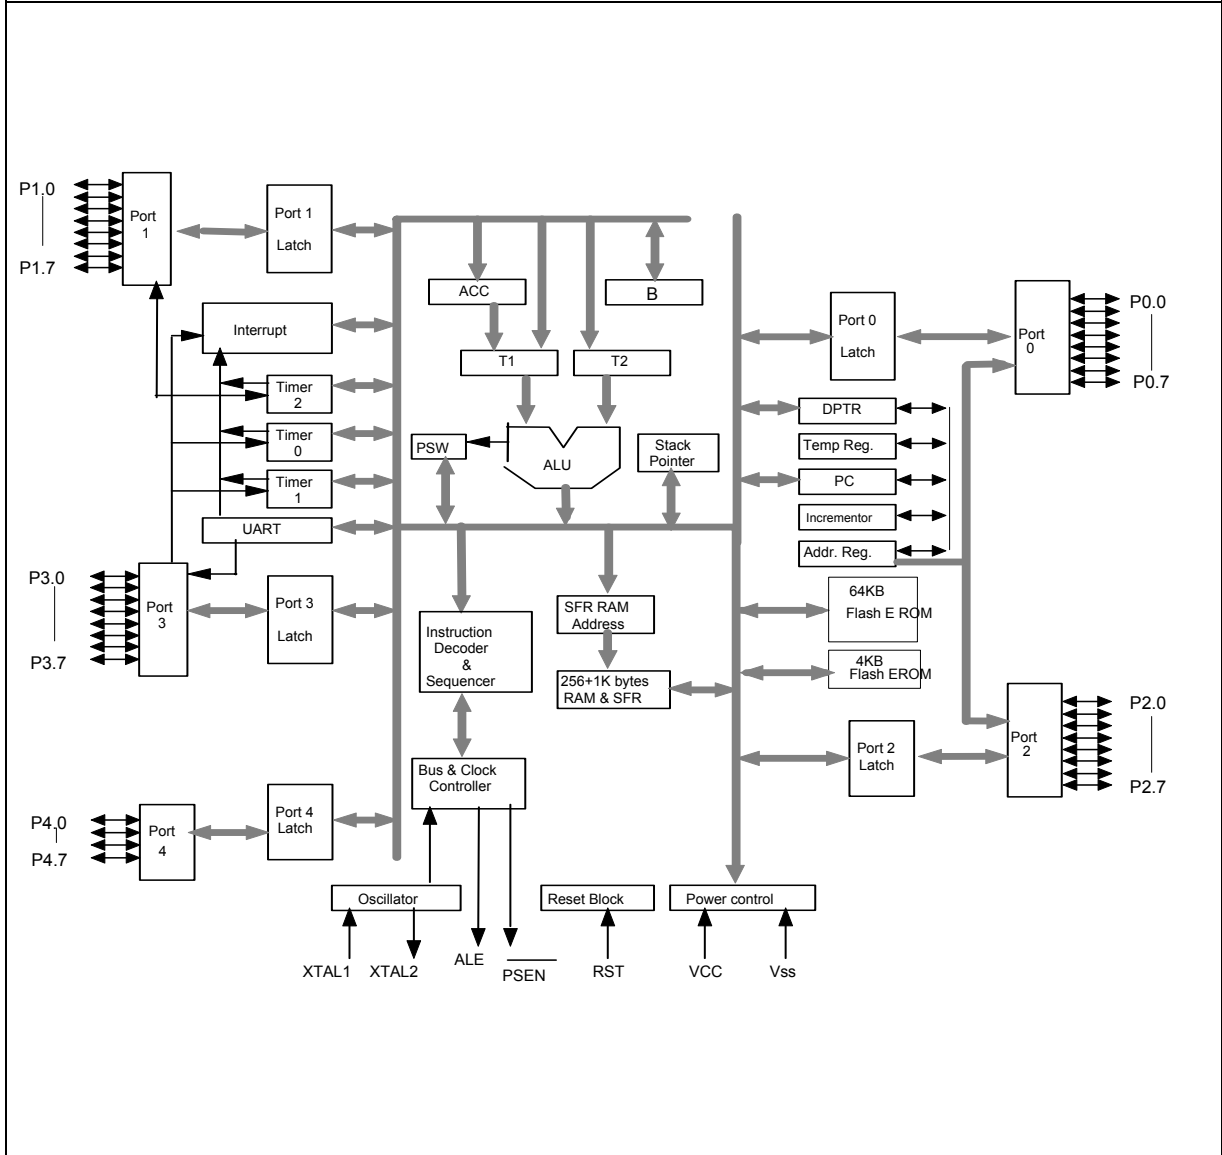 P1.0
P1.7
Port
1
Port 1
Latch
ACC
B
Interrupt
T1
T2
Timer
2
Timer
0
Timer
1
UART
PSW
ALU
Stack
Pointer
Port 0
Latch
Port
0
P0.0
P0.7
DPTR
Temp Reg.
PC
Incrementor
Addr. Reg.
64KB
Flash E ROM
4KB
Flash EROM
P3.0
P3.7
Port
3
Port 3
Latch
Instruction
Decoder
&
Sequencer
SFR RAM
Address
256+1K bytes
RAM & SFR
Port 2
Latch
Port
2
P2.0
P2.7
Bus & Clock
Controller
P4.0
P4.7
Port
4
Port 4
Latch
Oscillator
Reset Block
Power control
XTAL1
XTAL2
ALE
PSEN
RST
VCC
Vss